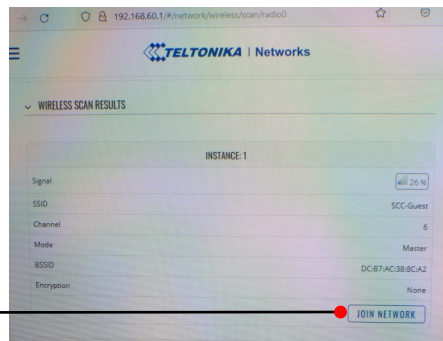 192.168.60.1/#/network/wireless/scan/radio0
TELTONIKA | Networks
WIRELESS SCAN RESULTS
INSTANCE: 1
Signal 26 %
SSID SCC-Guest
Channel 6
Mode Master
BSSID DC:B7:AC:38:8C:A2
Encryption None
JOIN NETWORK